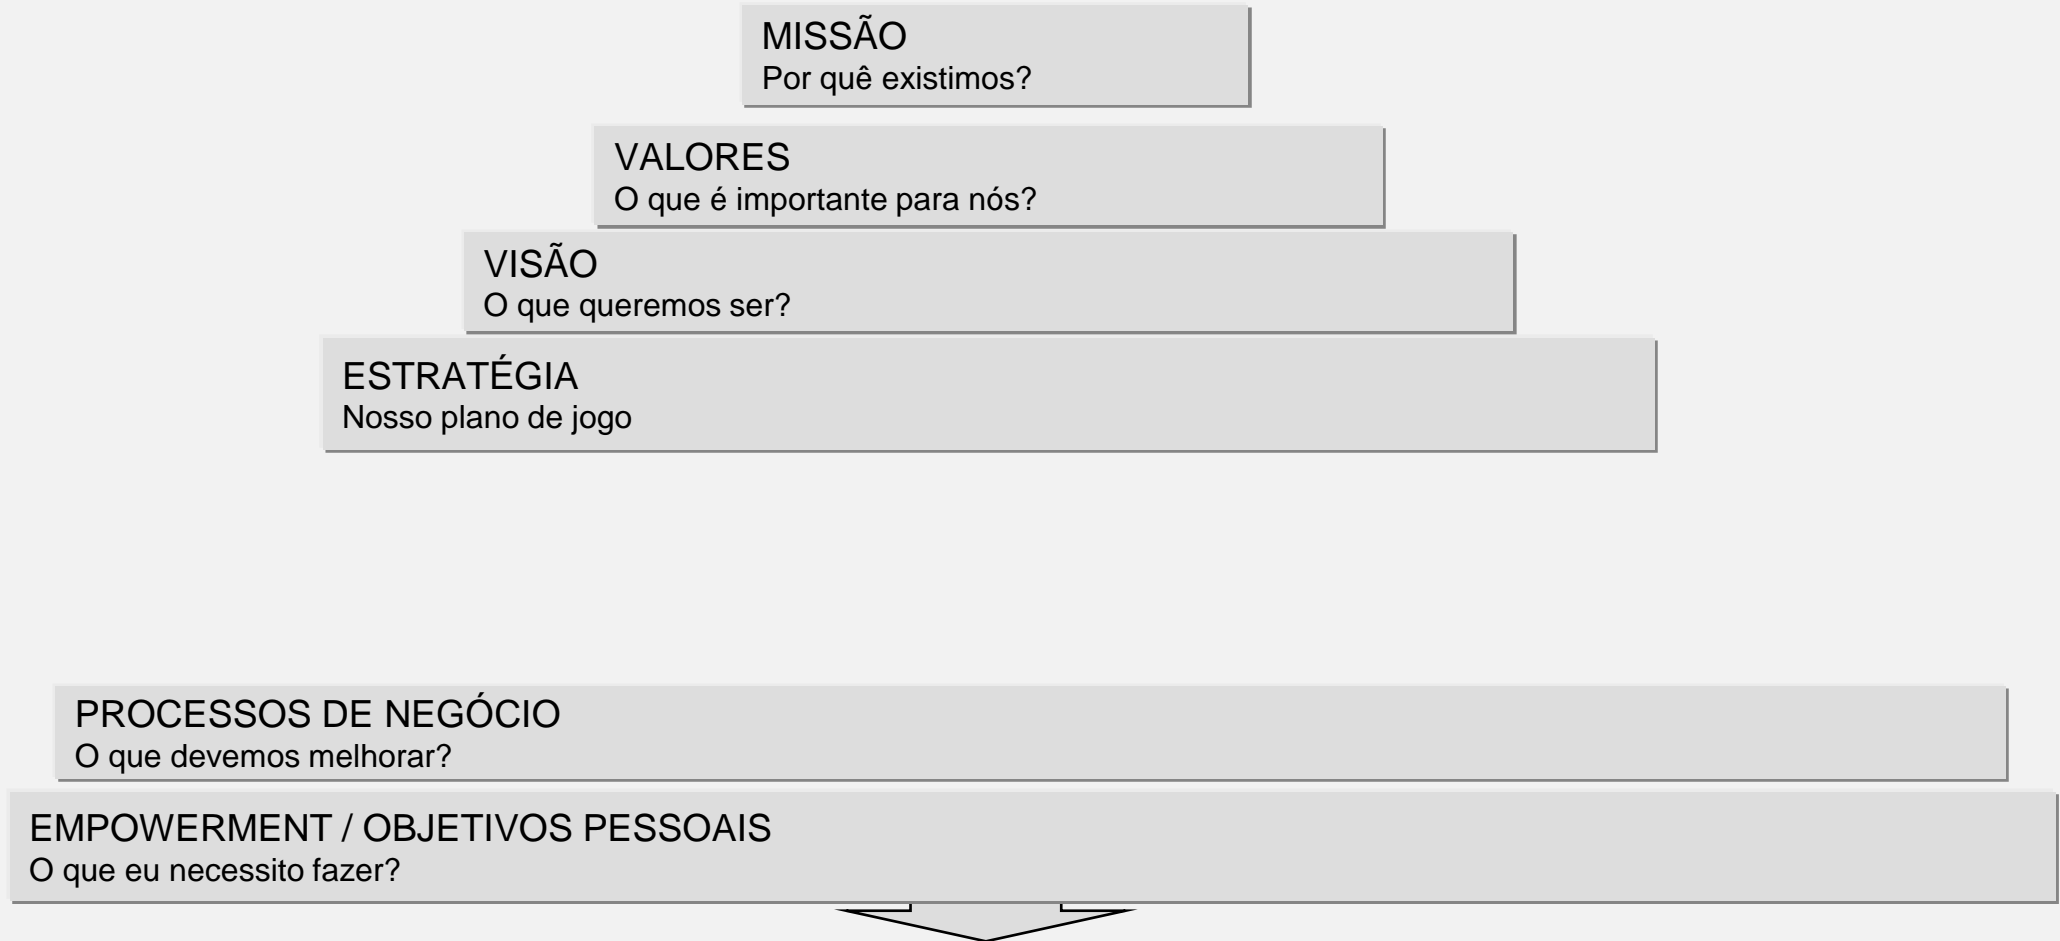 MISSÃO
Por quê existimos?
VALORES
O que é importante para nós?
VISÃO
O que queremos ser?
ESTRATÉGIA
Nosso plano de jogo
PROCESSOS DE NEGÓCIO
O que devemos melhorar?
EMPOWERMENT / OBJETIVOS PESSOAIS
O que eu necessito fazer?